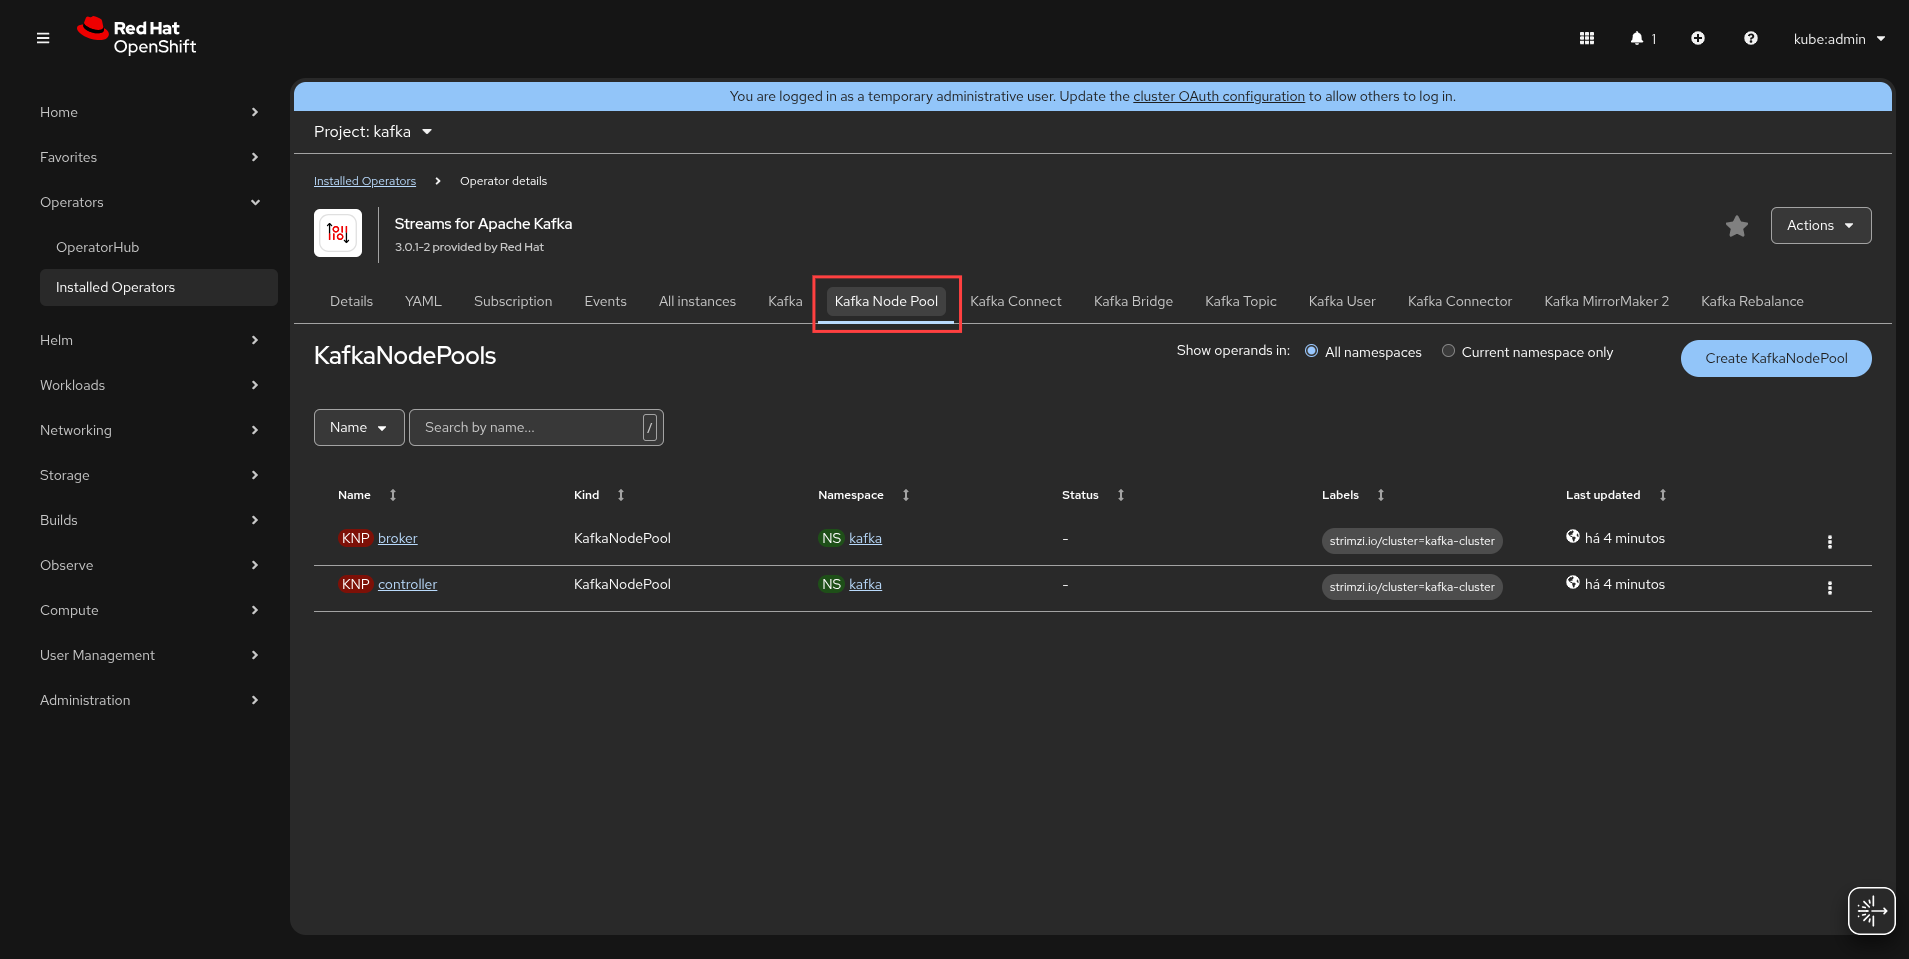 Red Hat
OpenShift
1
kube:admin
Home
Favorites
Operators
OperatorHub
Installed Operators
Helm
Workloads
Networking
Storage
Builds
Observe
Compute
User Management
Administration
You are logged in as a temporary administrative user. Update the cluster OAuth configuration to allow others to log in.
Project: kafka
Installed Operators Operator details
Streams for Apache Kafka
3.0.1-2 provided by Red Hat
Actions
Details YAML Subscription Events All instances Kafka Kafka Node Pool Kafka Connect Kafka Bridge Kafka Topic Kafka User Kafka Connector Kafka MirrorMaker 2 Kafka Rebalance
KafkaNodePools
Show operands in: All namespaces Current namespace only
Create KafkaNodePool
Name Search by name... /
Name Kind Namespace Status Labels Last updated
KNP broker KafkaNodePool NS kafka - strimzi.io/cluster=kafka-cluster há 4 minutos
KNP controller KafkaNodePool NS kafka - strimzi.io/cluster=kafka-cluster há 4 minutos